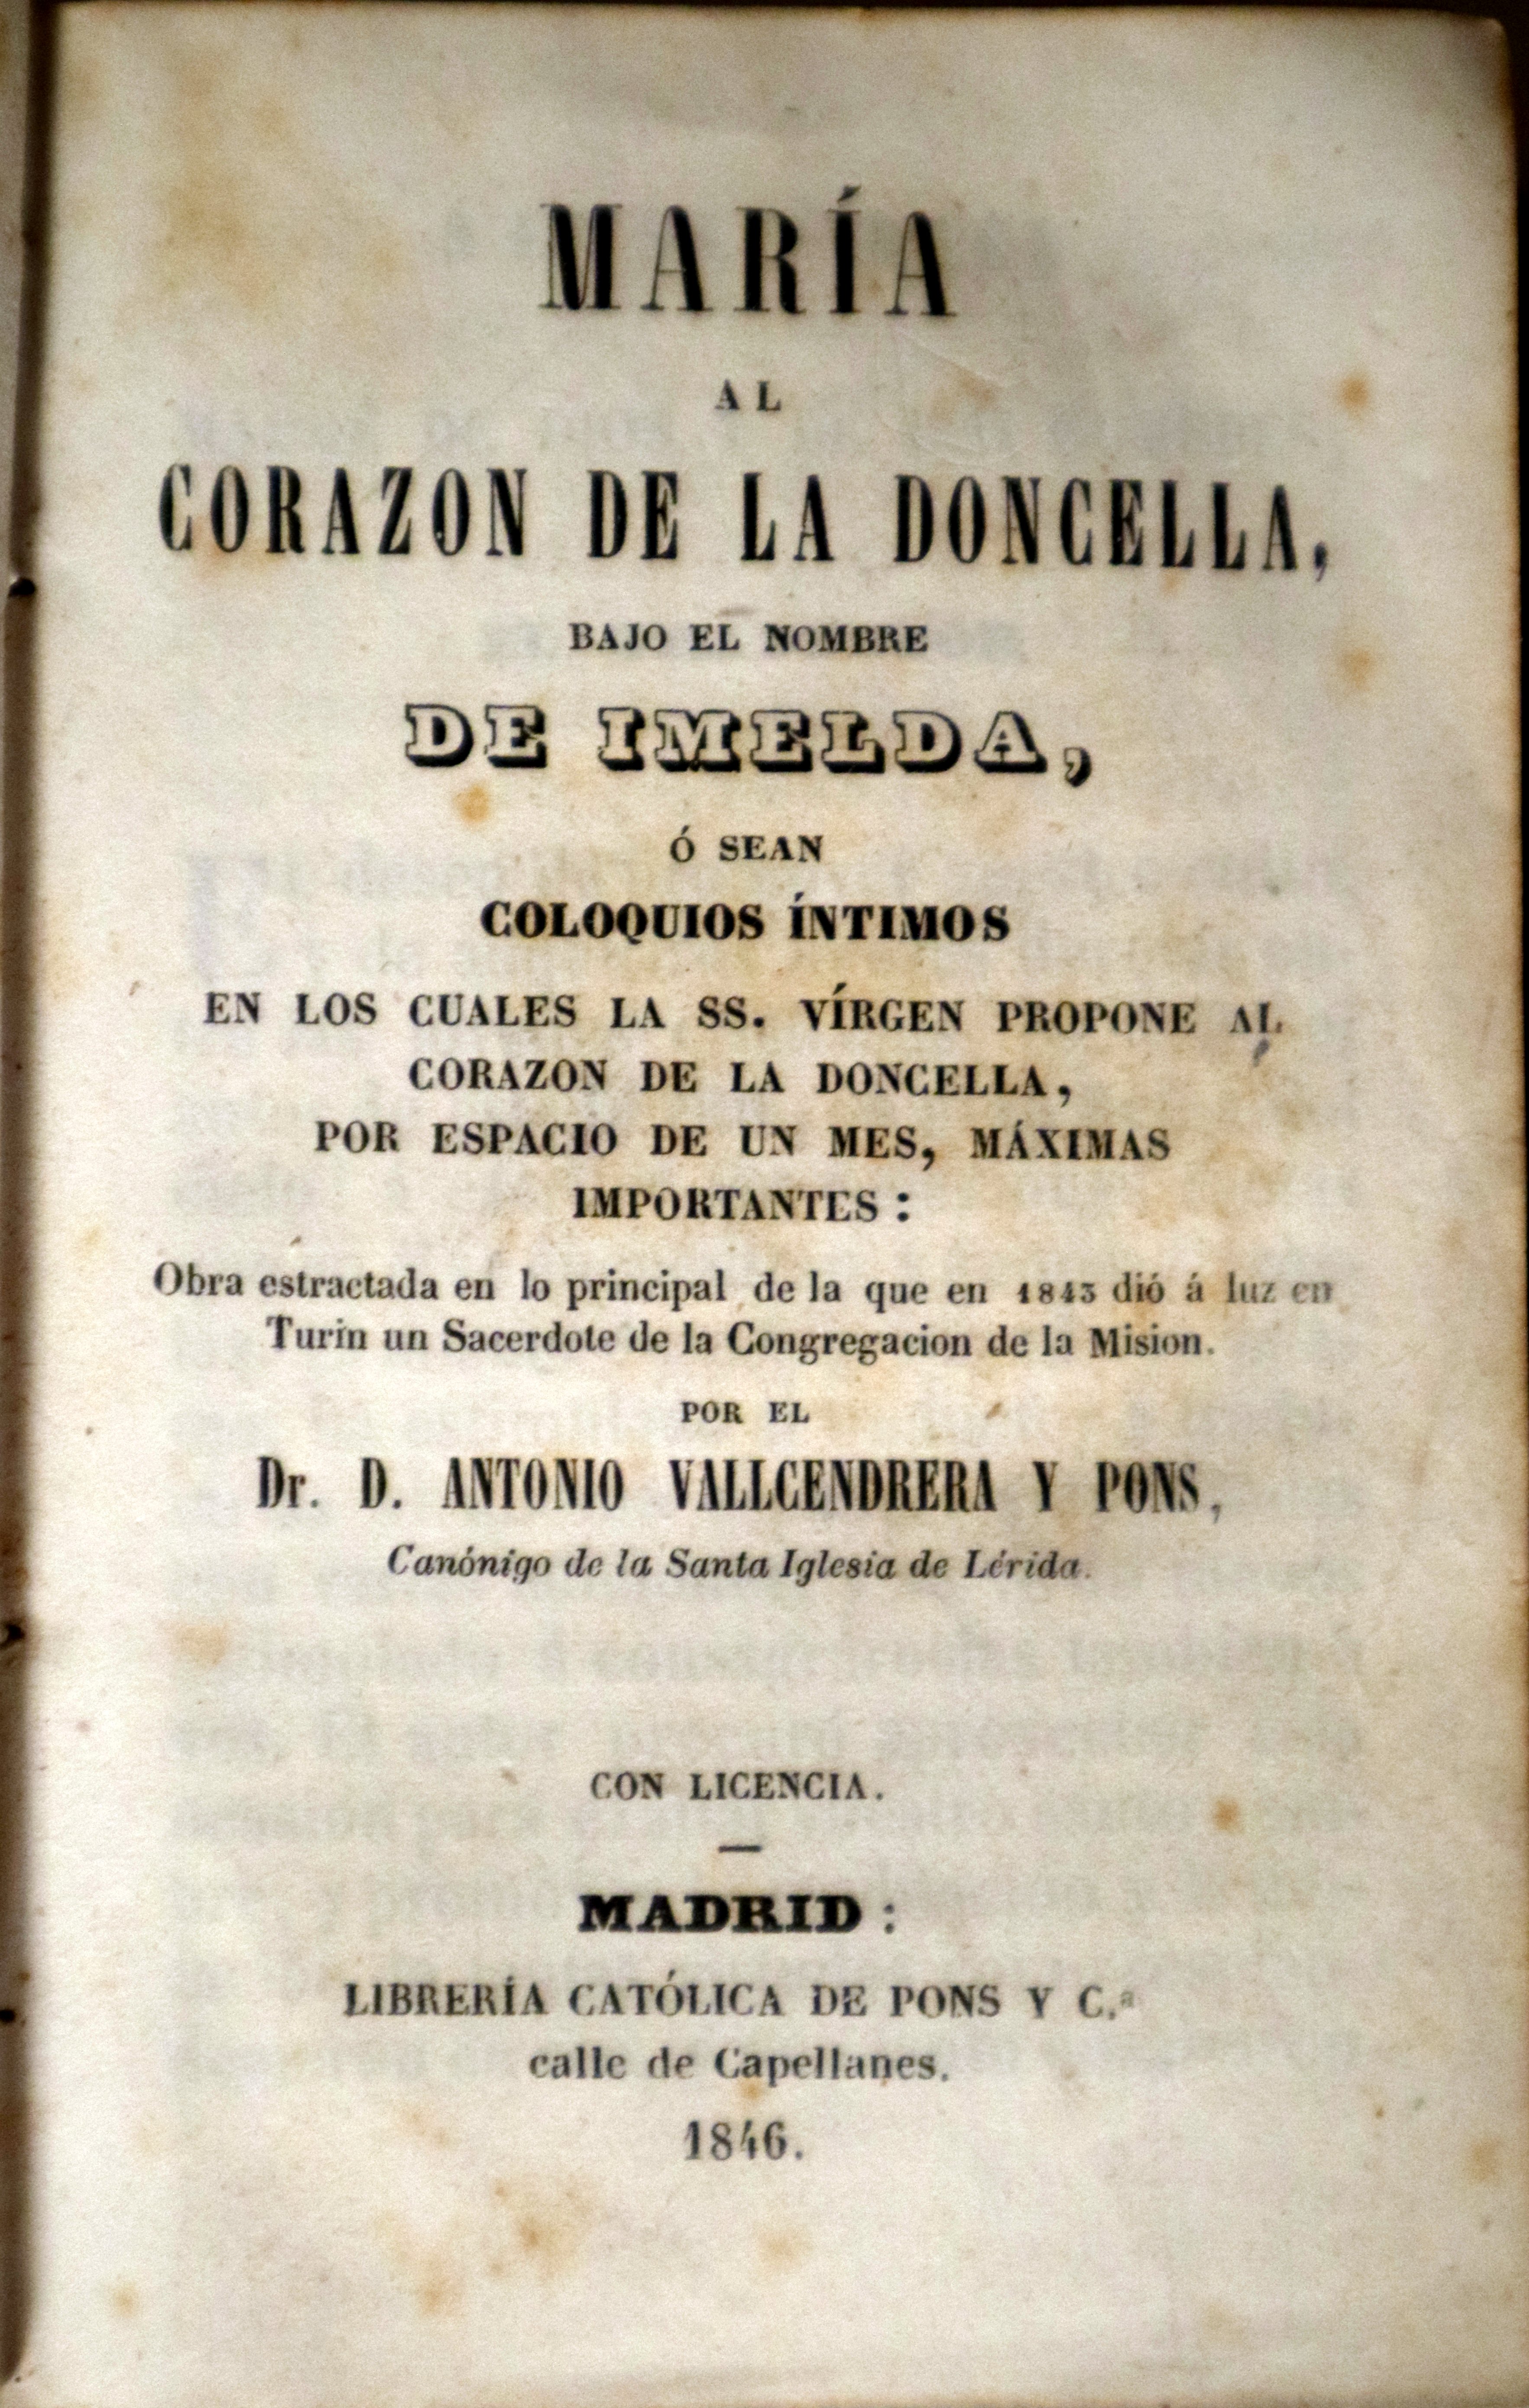 MARÍA
AL
CORAZON DE LA DONCELLA,
BAJO EL NOMBRE
DE IMELDA,
Ó SEAN
COLOQUIOS ÍNTIMOS
EN LOS CUALES LA SS. VÍRGEN PROPONE AL
CORAZON DE LA DONCELLA,
POR ESPACIO DE UN MES, MÁXIMAS
IMPORTANTES:
Obra estractada en lo principal de la que en 1843 dió á luz en
Turin un Sacerdote de la Congregacion de la Mision.
POR EL
Dr. D. ANTONIO VALLCENDRERA Y PONS,
Canónigo de la Santa Iglesia de Lérida.
CON LICENCIA.
MADRID:
LIBRERÍA CATÓLICA DE PONS Y C.ª
calle de Capellanes.
1846.